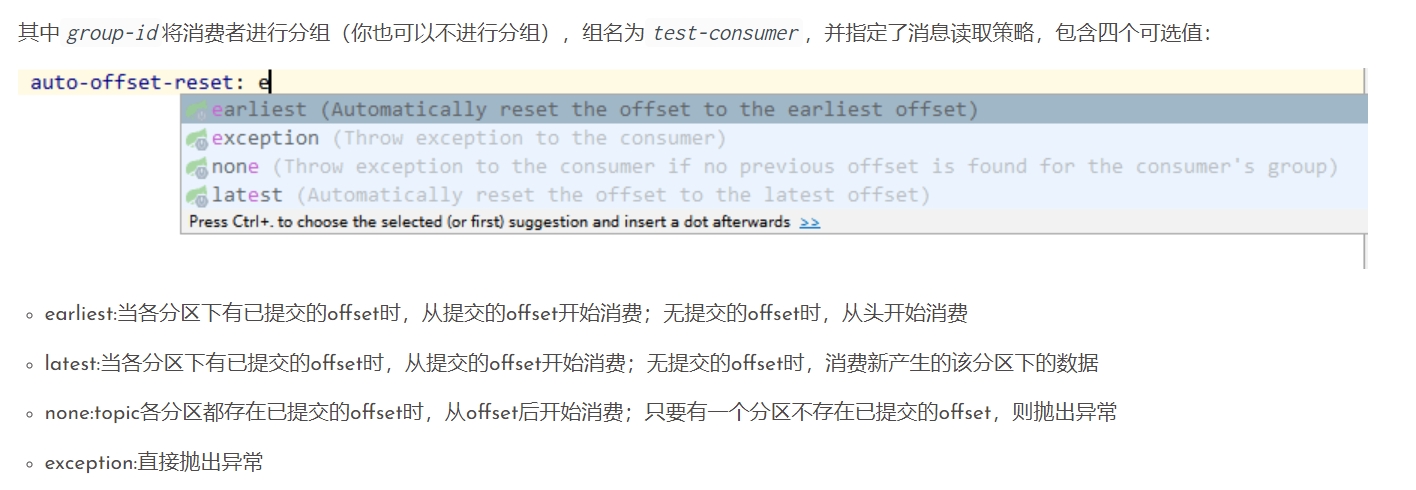 其中 group-id将消费者进行分组（你也可以不进行分组），组名为 test-consumer ，并指定了消息读取策略，包含四个可选值：
auto-offset-reset: e
earliest (Automatically reset the offset to the earliest offset)
exception (Throw exception to the consumer)
none (Throw exception to the consumer if no previous offset is found for the consumer's group)
latest (Automatically reset the offset to the latest offset)
Press Ctrl+. to choose the selected (or first) suggestion and insert a dot afterwards >>
earliest:当各分区下有已提交的offset时，从提交的offset开始消费；无提交的offset时，从头开始消费
latest:当各分区下有已提交的offset时，从提交的offset开始消费；无提交的offset时，消费新产生的该分区下的数据
none:topic各分区都存在已提交的offset时，从offset后开始消费；只要有一个分区不存在已提交的offset，则抛出异常
exception:直接抛出异常